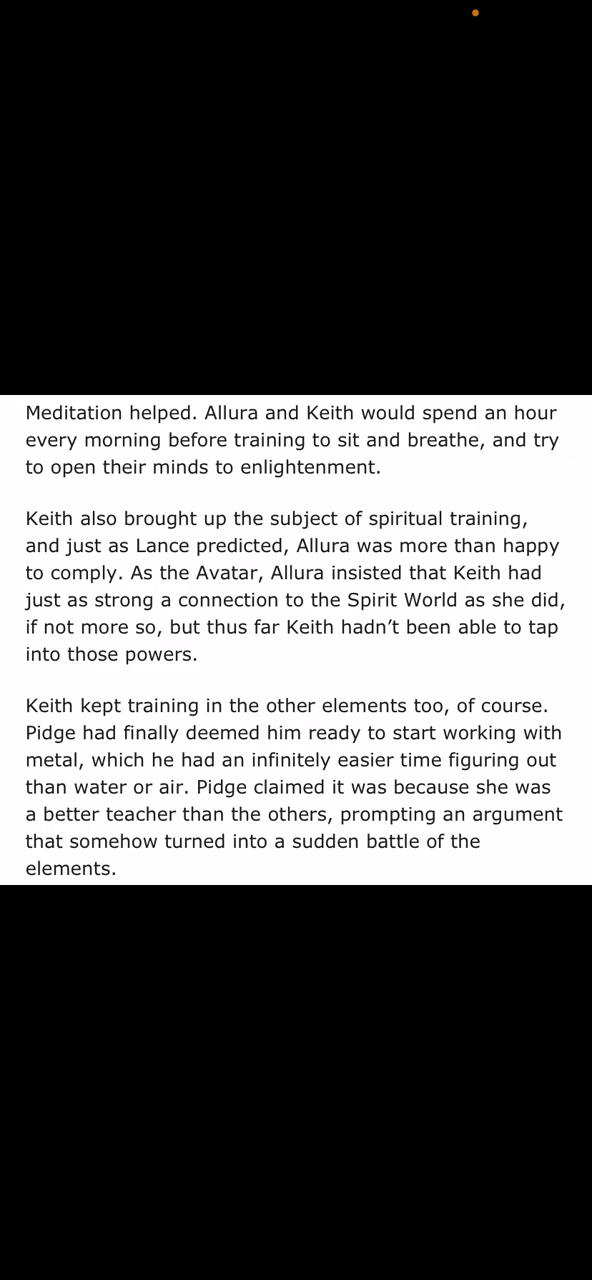 Meditation helped. Allura and Keith would spend an hour
every morning before training to sit and breathe, and try
to open their minds to enlightenment.
Keith also brought up the subject of spiritual training,
and just as Lance predicted, Allura was more than happy
to comply. As the Avatar, Allura insisted that Keith had
just as strong a connection to the Spirit World as she did,
if not more so, but thus far Keith hadn’t been able to tap
into those powers.
Keith kept training in the other elements too, of course.
Pidge had finally deemed him ready to start working with
metal, which he had an infinitely easier time figuring out
than water or air. Pidge claimed it was because she was
a better teacher than the others, prompting an argument
that somehow turned into a sudden battle of the
elements.